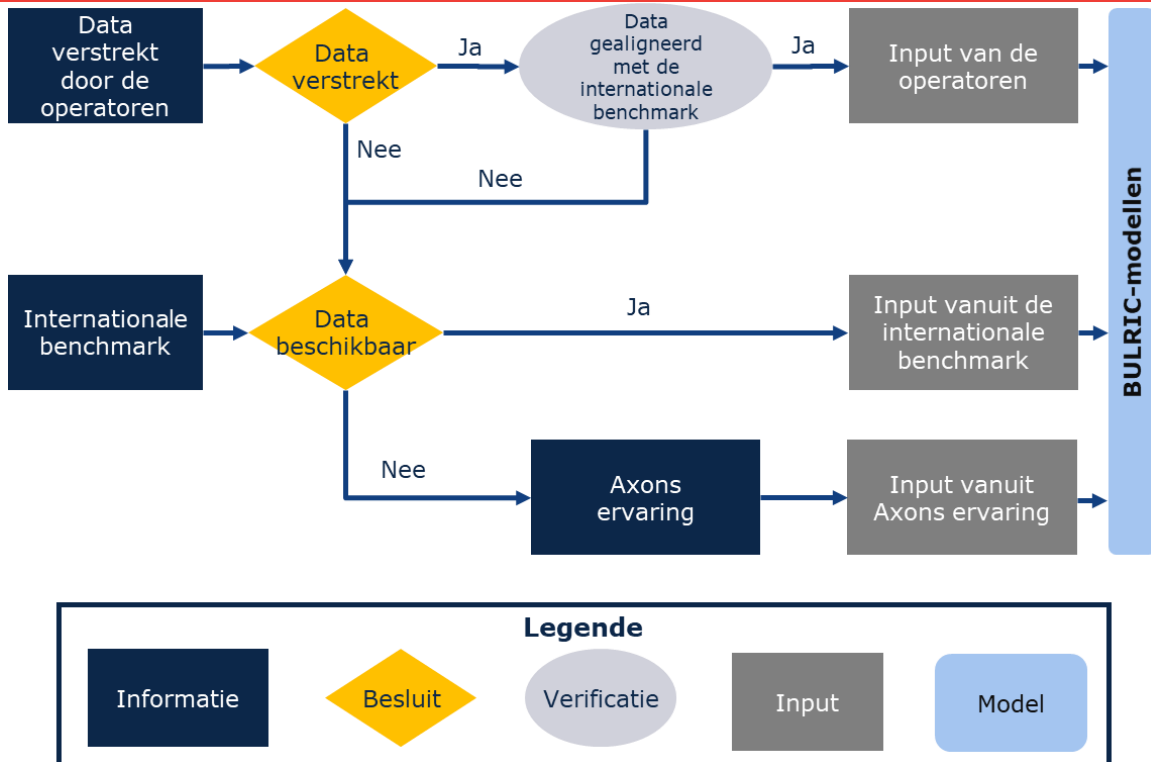 Data
verstrekt
door de
operatoren
Data
verstrekt
Ja
Data
gealigneerd
met de
internationale
benchmark
Ja
Input van de
operatoren
Nee
Nee
Internationale
benchmark
Data
beschikbaar
Ja
Input vanuit de
internationale
benchmark
Nee
Axons
ervaring
Input vanuit
Axons ervaring
BULRIC-modellen
Legende
Informatie
Besluit
Verificatie
Input
Model